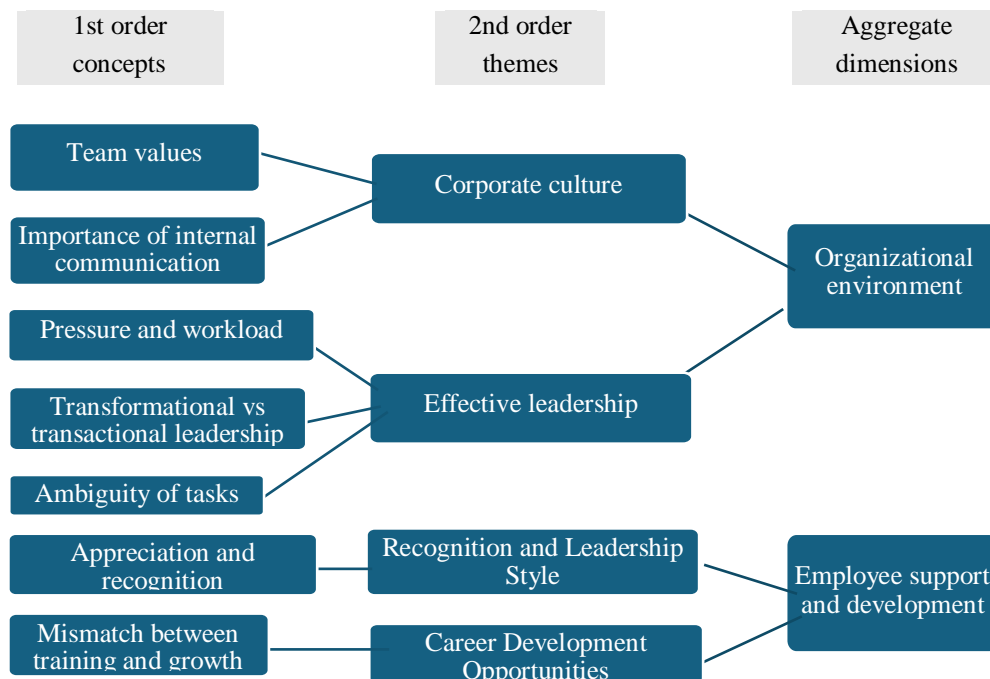 1st order
concepts
2nd order
themes
Aggregate
dimensions
Team values
Importance of internal
communication
Pressure and workload
Transformational vs
transactional leadership
Ambiguity of tasks
Appreciation and
recognition
Mismatch between
training and growth
Corporate culture
Effective leadership
Recognition and Leadership
Style
Career Development
Opportunities
Organizational
environment
Employee support
and development